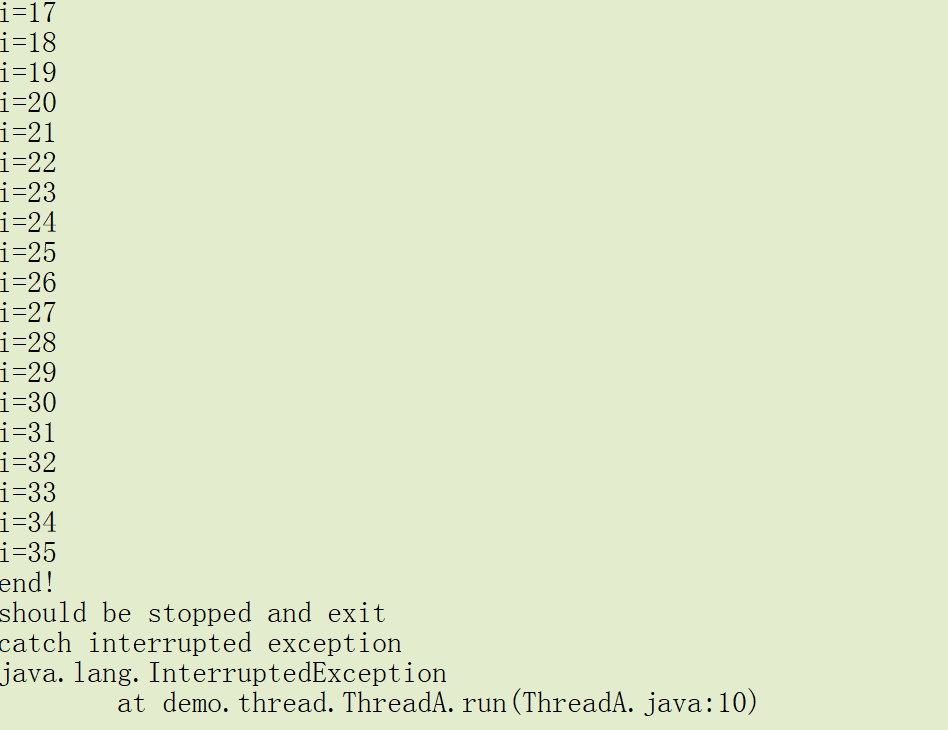 i=17
i=18
i=19
i=20
i=21
i=22
i=23
i=24
i=25
i=26
i=27
i=28
i=29
i=30
i=31
i=32
i=33
i=34
i=35
end!
should be stopped and exit
catch interrupted exception
java.lang.InterruptedException
	at demo.thread.ThreadA.run(ThreadA.java:10)